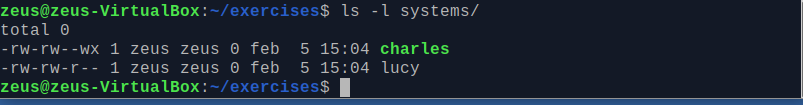 zeus@zeus-VirtualBox:~/exercises$ ls -l systems/
total 0
-rw-rw--wx 1 zeus zeus 0 feb  5 15:04 charles
-rw-rw-r-- 1 zeus zeus 0 feb  5 15:04 lucy
zeus@zeus-VirtualBox:~/exercises$